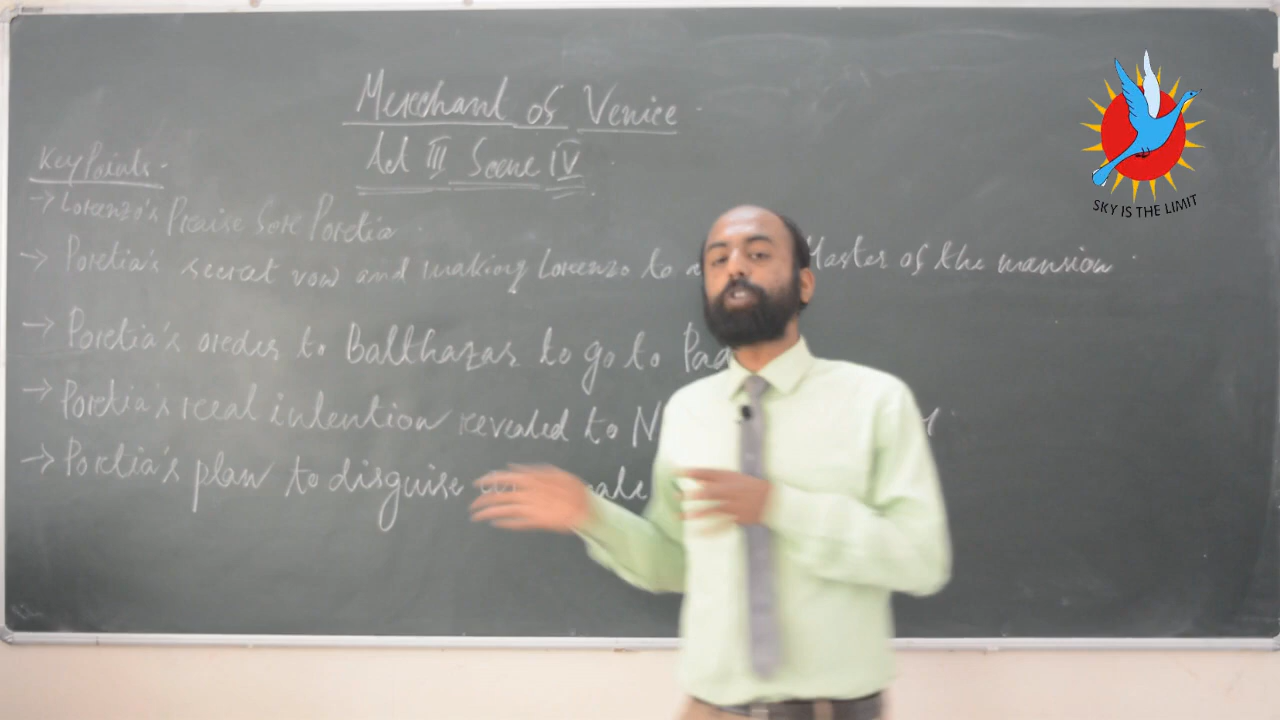 Merchant of Venice
Act III Scene IV
Key Points -
→ Lorenzo's Praise for Portia
→ Portia's secret vow and making Lorenzo to Master of the mansion
→ Portia's order to Balthazar to go to Pad
→ Portia's real intention revealed to N
→ Portia's plan to disguise
SKY IS THE LIMIT